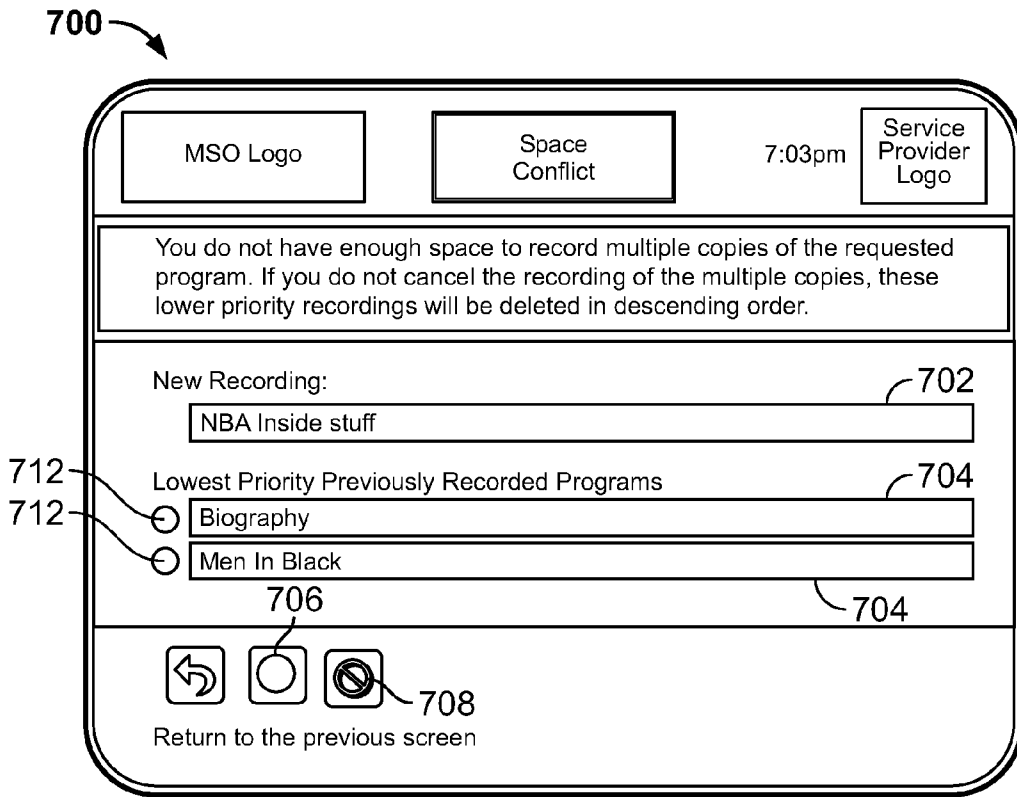 700
MSO Logo
Space
Conflict
7:03pm
Service
Provider
Logo
You do not have enough space to record multiple copies of the requested
program. If you do not cancel the recording of the multiple copies, these
lower priority recordings will be deleted in descending order.
New Recording:
702
NBA Inside stuff
712
Lowest Priority Previously Recorded Programs
704
712
Biography
Men In Black
706
704
708
Return to the previous screen